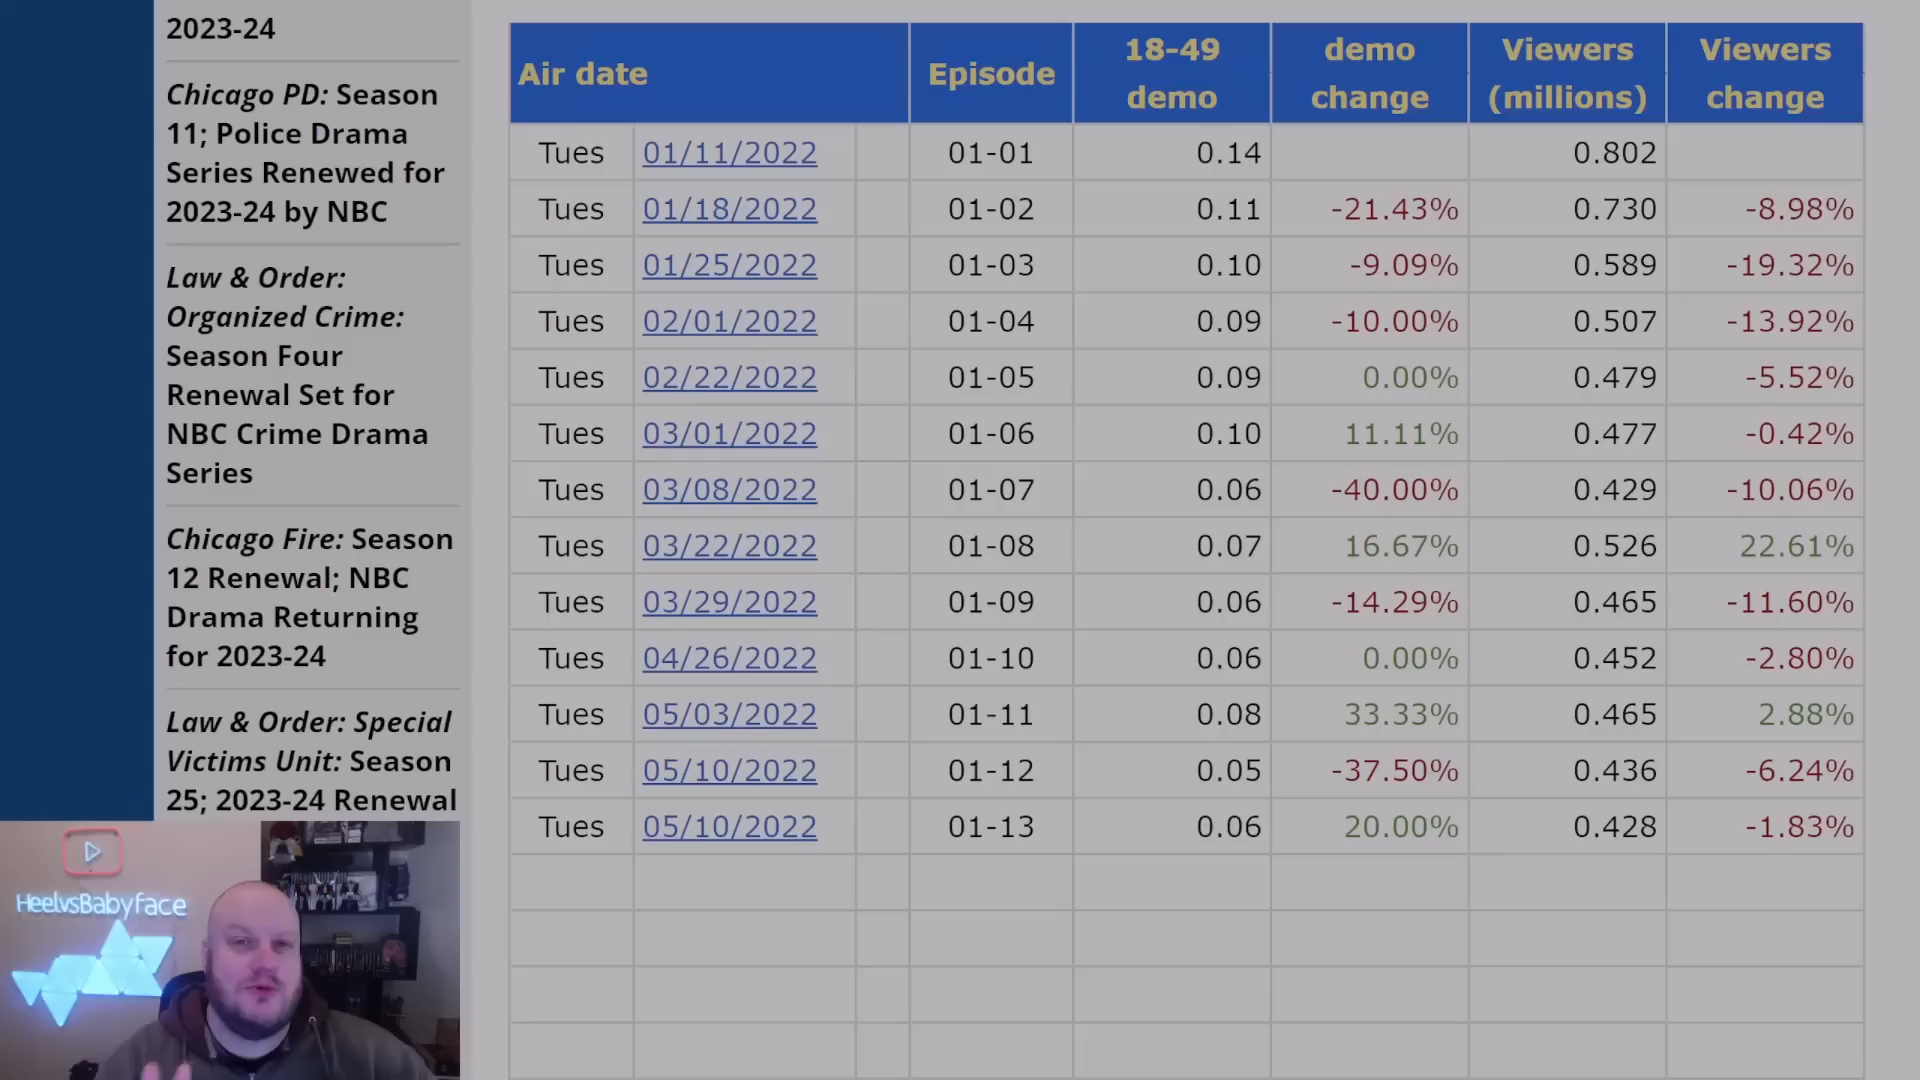 2023-24
Chicago PD: Season
11; Police Drama
Series Renewed for
2023-24 by NBC
Law & Order:
Organized Crime:
Season Four
Renewal Set for
NBC Crime Drama
Series
Chicago Fire: Season
12 Renewal; NBC
Drama Returning
for 2023-24
Law & Order: Special
Victims Unit: Season
25; 2023-24 Renewal
HeelvsBabyface
Air date Episode 18-49 demo demo change Viewers (millions) Viewers change
Tues 01/11/2022 01-01 0.14 0.802
Tues 01/18/2022 01-02 0.11 -21.43% 0.730 -8.98%
Tues 01/25/2022 01-03 0.10 -9.09% 0.589 -19.32%
Tues 02/01/2022 01-04 0.09 -10.00% 0.507 -13.92%
Tues 02/22/2022 01-05 0.09 0.00% 0.479 -5.52%
Tues 03/01/2022 01-06 0.10 11.11% 0.477 -0.42%
Tues 03/08/2022 01-07 0.06 -40.00% 0.429 -10.06%
Tues 03/22/2022 01-08 0.07 16.67% 0.526 22.61%
Tues 03/29/2022 01-09 0.06 -14.29% 0.465 -11.60%
Tues 04/26/2022 01-10 0.06 0.00% 0.452 -2.80%
Tues 05/03/2022 01-11 0.08 33.33% 0.465 2.88%
Tues 05/10/2022 01-12 0.05 -37.50% 0.436 -6.24%
Tues 05/10/2022 01-13 0.06 20.00% 0.428 -1.83%